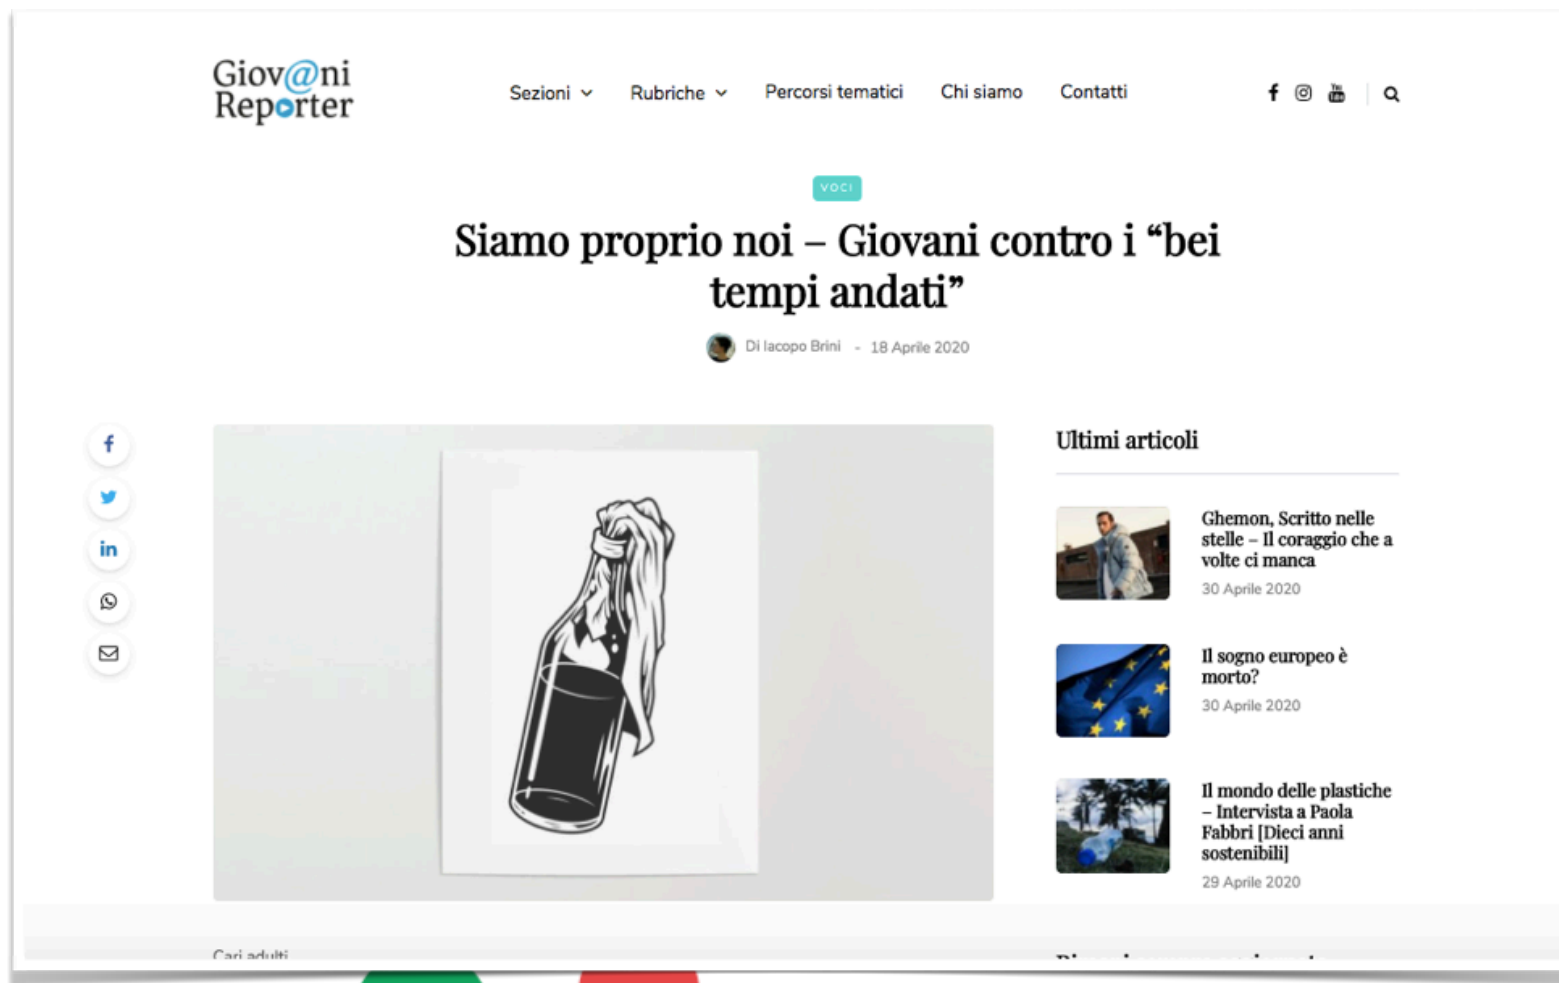 Giov@ni
Reporter
Sezioni
Rubriche
Percorsi tematici
Chi siamo
Contatti
You
Tube
VOCI
Siamo proprio noi – Giovani contro i “bei
tempi andati”
Di Iacopo Brini - 18 Aprile 2020
Ultimi articoli
Ghemon, Scritto nelle
stelle – Il coraggio che a
volte ci manca
30 Aprile 2020
Il sogno europeo è
morto?
30 Aprile 2020
Il mondo delle plastiche
– Intervista a Paola
Fabbri [Dieci anni
sostenibili]
29 Aprile 2020
Cari adulti